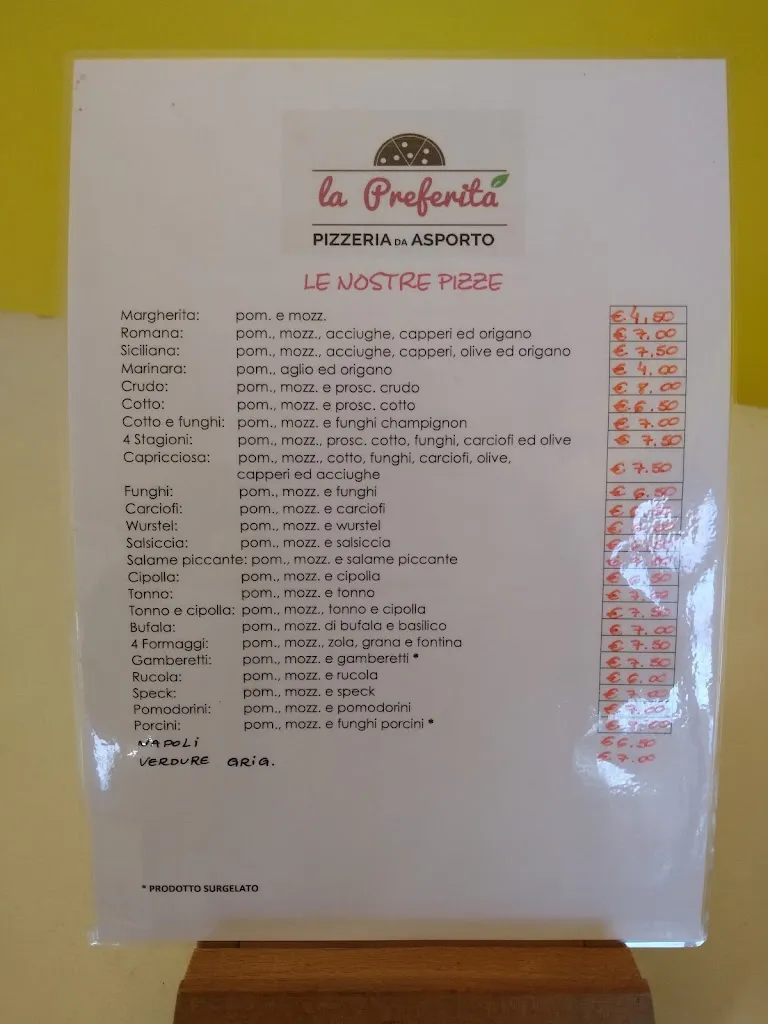 la Preferita
PIZZERIA DA ASPORTO
LE NOSTRE PIZZE
Margherita: pom. e mozz. € 4,50
Romana: pom., mozz., acciughe, capperi ed origano € 7.00
Siciliana: pom., mozz., acciughe, capperi, olive ed origano € 7.50
Marinara: pom., aglio ed origano € 4.00
Crudo: pom., mozz. e prosc. crudo € 8.00
Cotto: pom., mozz. e prosc. cotto € 6.50
Cotto e funghi: pom., mozz. e funghi champignon € 7.00
4 Stagioni: pom., mozz., prosc. cotto, funghi, carciofi ed olive € 7.50
Capricciosa: pom., mozz., cotto, funghi, carciofi, olive,
capperi ed acciughe € 7.50
Funghi: pom., mozz. e funghi € 6.50
Carciofi: pom., mozz. e carciofi
Wurstel: pom., mozz. e wurstel
Salsiccia: pom., mozz. e salsiccia
Salame piccante: pom., mozz. e salame piccante
Cipolla: pom., mozz. e cipolla
Tonno: pom., mozz. e tonno € 7.00
Tonno e cipolla: pom., mozz., tonno e cipolla € 7.50
Bufala: pom., mozz. di bufala e basilico € 7.00
4 Formaggi: pom., mozz., zola, grana e fontina € 7.50
Gamberetti: pom., mozz. e gamberetti * € 7.50
Rucola: pom., mozz. e rucola € 6.00
Speck: pom., mozz. e speck € 7.00
Pomodorini: pom., mozz. e pomodorini € 7.00
Porcini: pom., mozz. e funghi porcini *
NAPOLI € 6.50
VERDURE GRIG. € 7.00
* PRODOTTO SURGELATO